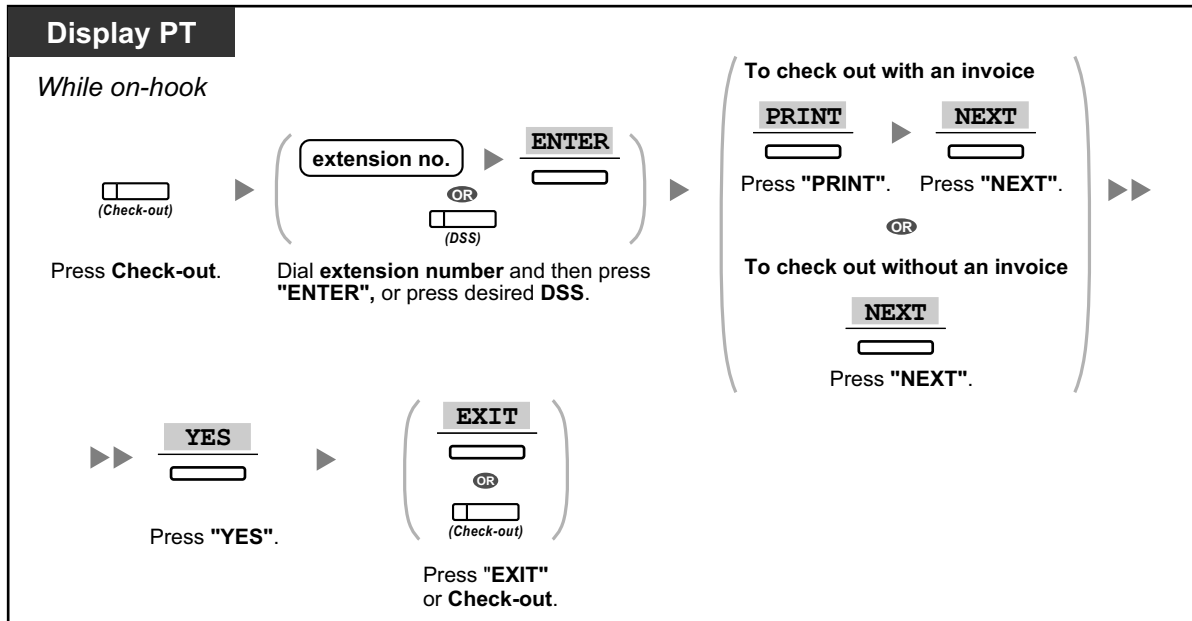 Display PT
While on-hook
(Check-out)
Press Check-out.
extension no.
ENTER
OR
(DSS)
Dial extension number and then press
"ENTER", or press desired DSS.
To check out with an invoice
PRINT
NEXT
Press "PRINT".
Press "NEXT".
OR
To check out without an invoice
NEXT
Press "NEXT".
YES
Press "YES".
EXIT
OR
(Check-out)
Press "EXIT"
or Check-out.